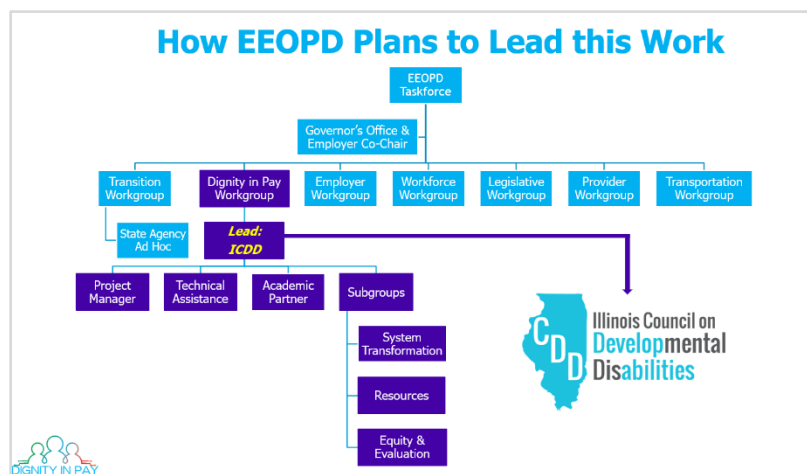 How EEOPD Plans to Lead this Work
EEOPD
Taskforce
Governor's Office &
Employer Co-Chair
Transition
Workgroup
Dignity in Pay
Workgroup
Employer
Workgroup
Workforce
Workgroup
Legislative
Workgroup
Provider
Workgroup
Transportation
Workgroup
State Agency
Ad Hoc
Lead:
ICDD
Project
Manager
Technical
Assistance
Academic
Partner
Subgroups
System
Transformation
Resources
Equity &
Evaluation
CDD
Illinois Council on
Developmental
Disabilities
DIGNITY IN PAY